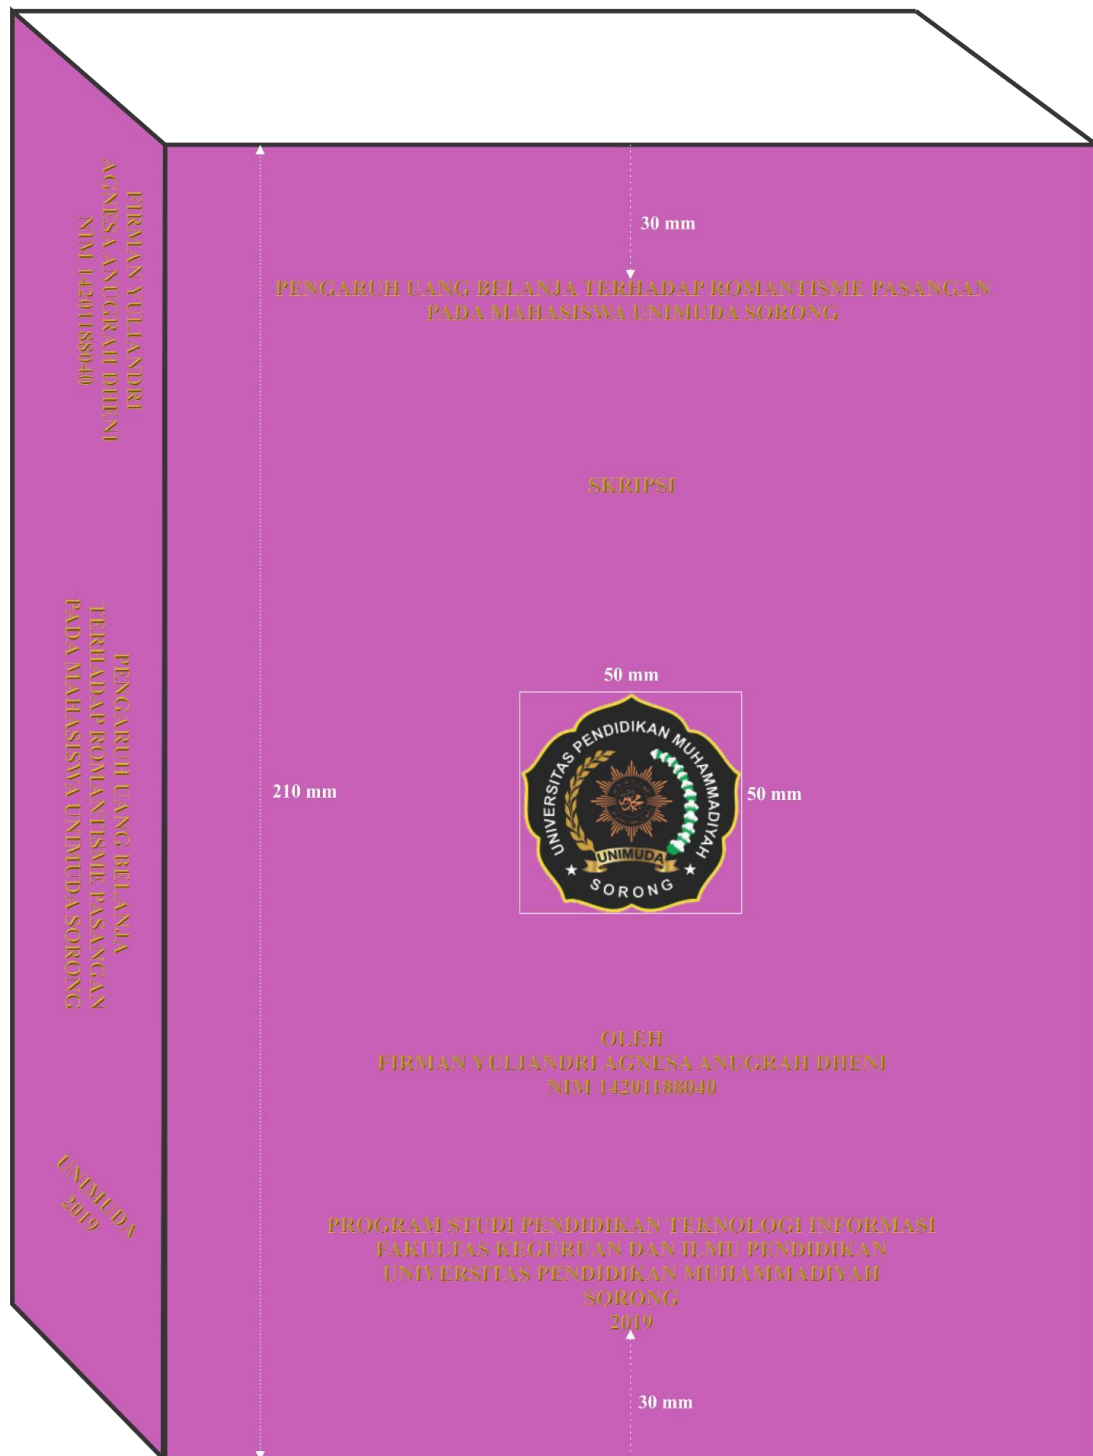 FIRMAN YULIANDRI
AGNESA ANUGRAH DHENI
NIM 14201188040
PENGARUH UANG BELANJA
TERHADAP ROMANTISME PASANGAN
PADA MAHASISWA UNIMUDA SORONG
UNIMUDA
2019
30 mm
PENGARUH UANG BELANJA TERHADAP ROMANTISME PASANGAN
PADA MAHASISWA UNIMUDA SORONG
SKRIPSI
50 mm
UNIVERSITAS PENDIDIKAN MUHAMMADIYAH
UNIMUDA
SORONG
210 mm
50 mm
OLEH
FIRMAN YULIANDRI AGNESA ANUGRAH DHENI
NIM 14201188040
PROGRAM STUDI PENDIDIKAN TEKNOLOGI INFORMASI
FAKULTAS KEGURUAN DAN ILMU PENDIDIKAN
UNIVERSITAS PENDIDIKAN MUHAMMADIYAH
SORONG
2019
30 mm